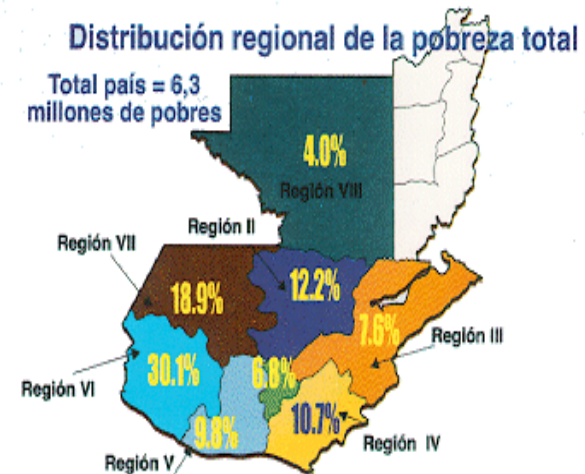 Distribución regional de la pobreza total
Total país = 6,3
millones de pobres
4.0%
Región VIII
Región II
Región VII
12.2%
18.9%
7.6%
Región III
30.1%
6.8%
Región VI
10.7%
9.8%
Región IV
Región V